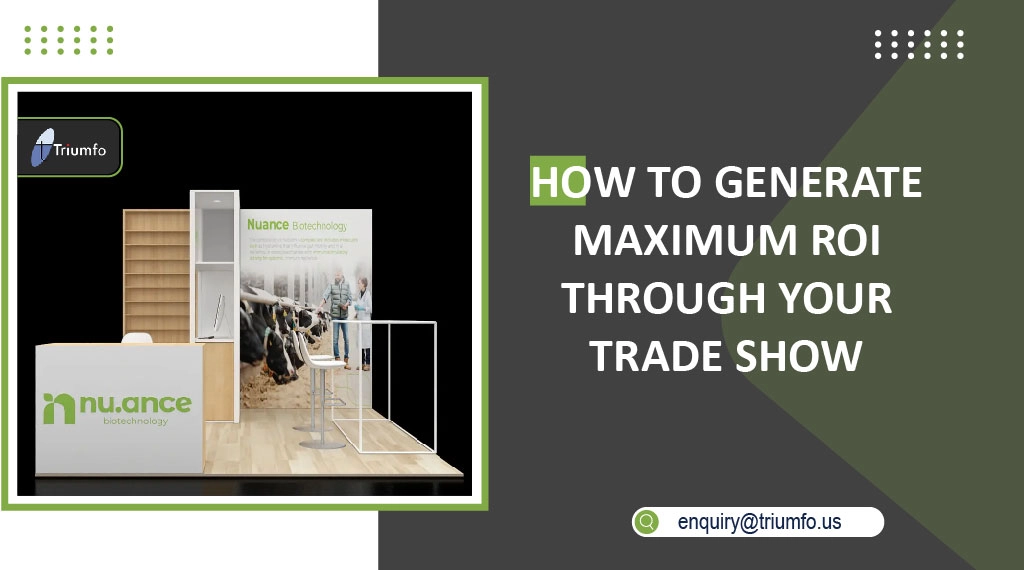 Triumfo
Nuance Biotechnology
nu.ance
biotechnology
HOW TO GENERATE
MAXIMUM ROI
THROUGH YOUR
TRADE SHOW
enquiry@triumfo.us